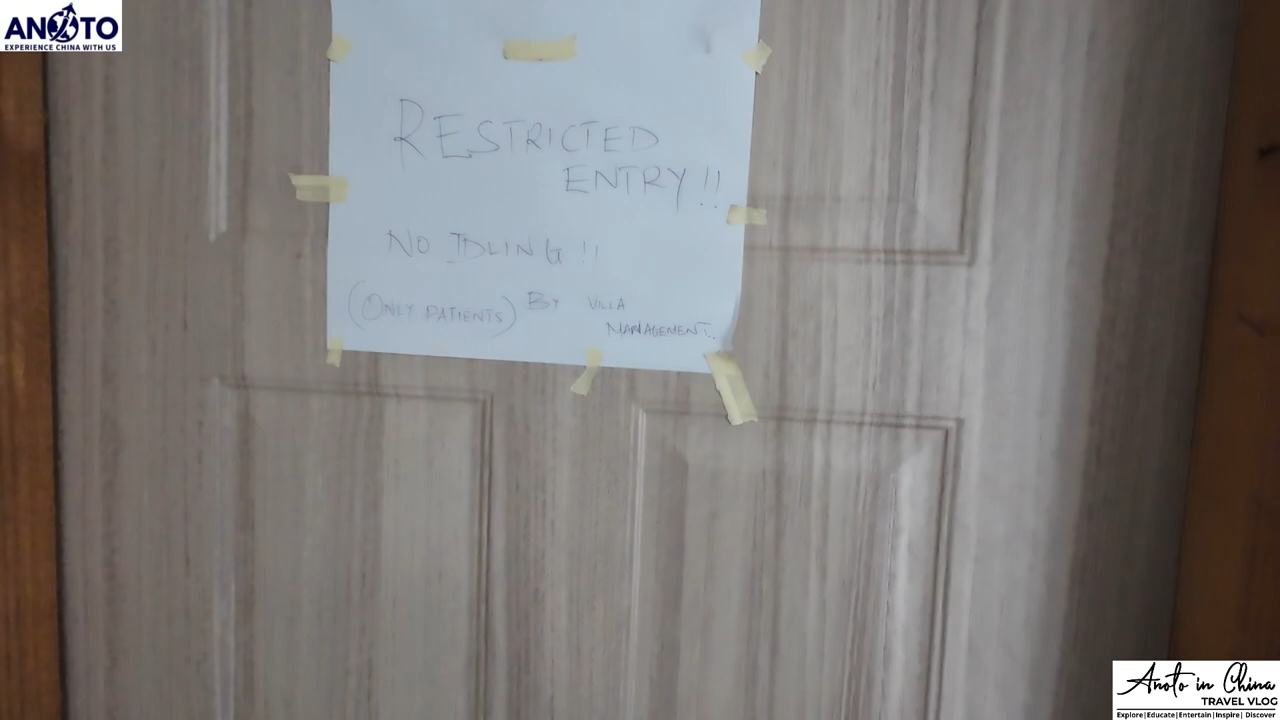 ANOTO
EXPERIENCE CHINA WITH US
RESTRICTED
ENTRY!!
NO IDLING!!
(ONLY PATIENTS) BY VILLA
MANAGEMENT.
Anoto in China
TRAVEL VLOG
Explore|Educate|Entertain|Inspire| Discover